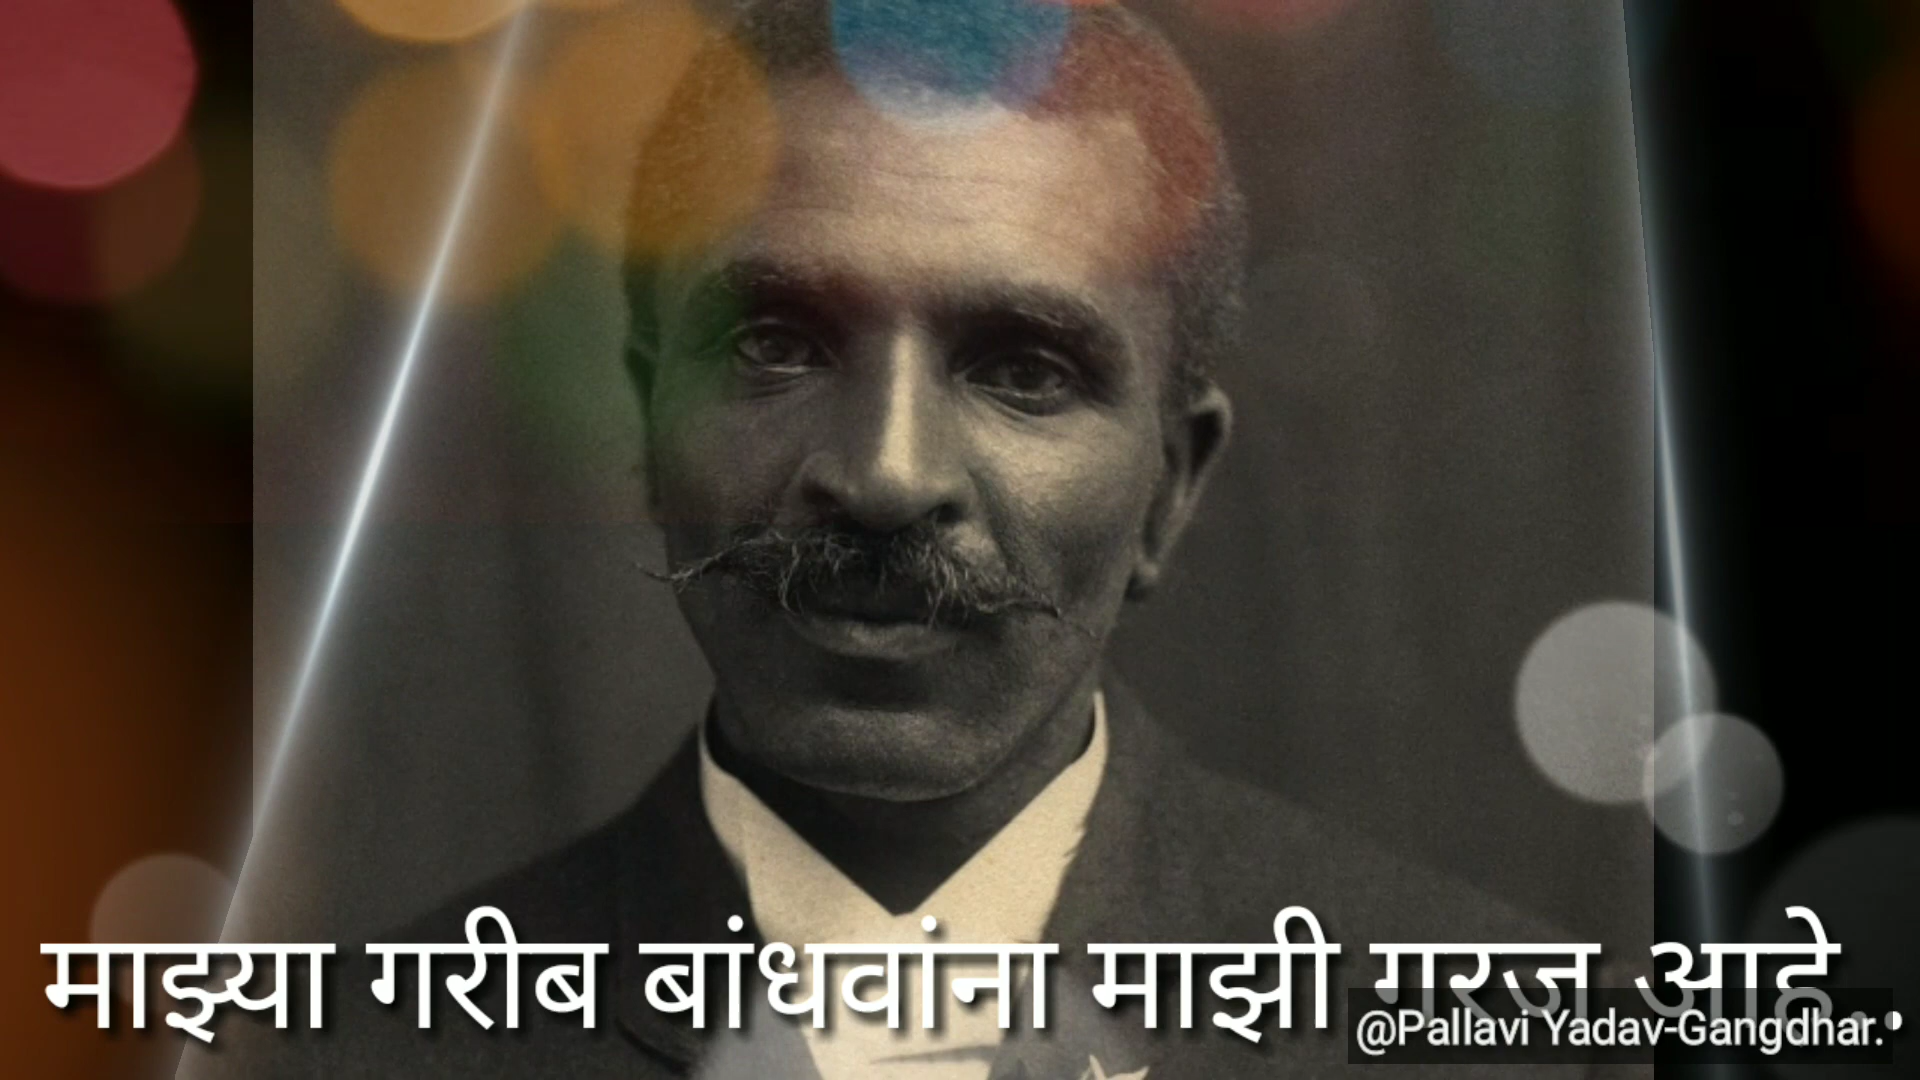 माझ्या गरीब बांधवांना माझी गरज आहे..
@Pallavi Yadav-Gangdhar.